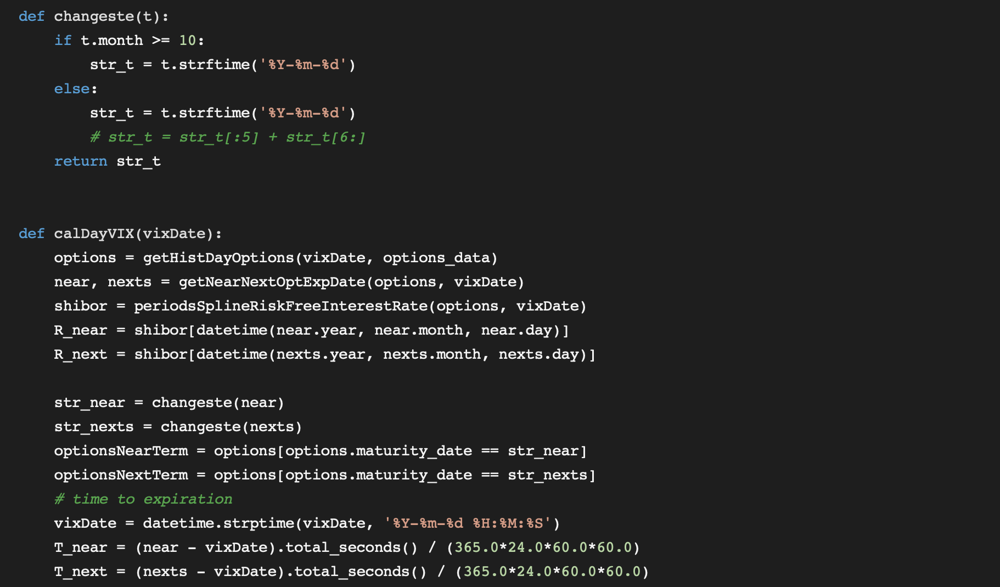 def changeste(t):
    if t.month >= 10:
        str_t = t.strftime('%Y-%m-%d')
    else:
        str_t = t.strftime('%Y-%m-%d')
        # str_t = str_t[:5] + str_t[6:]
    return str_t
def calDayVIX(vixDate):
    options = getHistDayOptions(vixDate, options_data)
    near, nexts = getNearNextOptExpDate(options, vixDate)
    shibor = periodsSplineRiskFreeInterestRate(options, vixDate)
    R_near = shibor[datetime(near.year, near.month, near.day)]
    R_next = shibor[datetime(nexts.year, nexts.month, nexts.day)]
    str_near = changeste(near)
    str_nexts = changeste(nexts)
    optionsNearTerm = options[options.maturity_date == str_near]
    optionsNextTerm = options[options.maturity_date == str_nexts]
    # time to expiration
    vixDate = datetime.strptime(vixDate, '%Y-%m-%d %H:%M:%S')
    T_near = (near - vixDate).total_seconds() / (365.0*24.0*60.0*60.0)
    T_next = (nexts - vixDate).total_seconds() / (365.0*24.0*60.0*60.0)